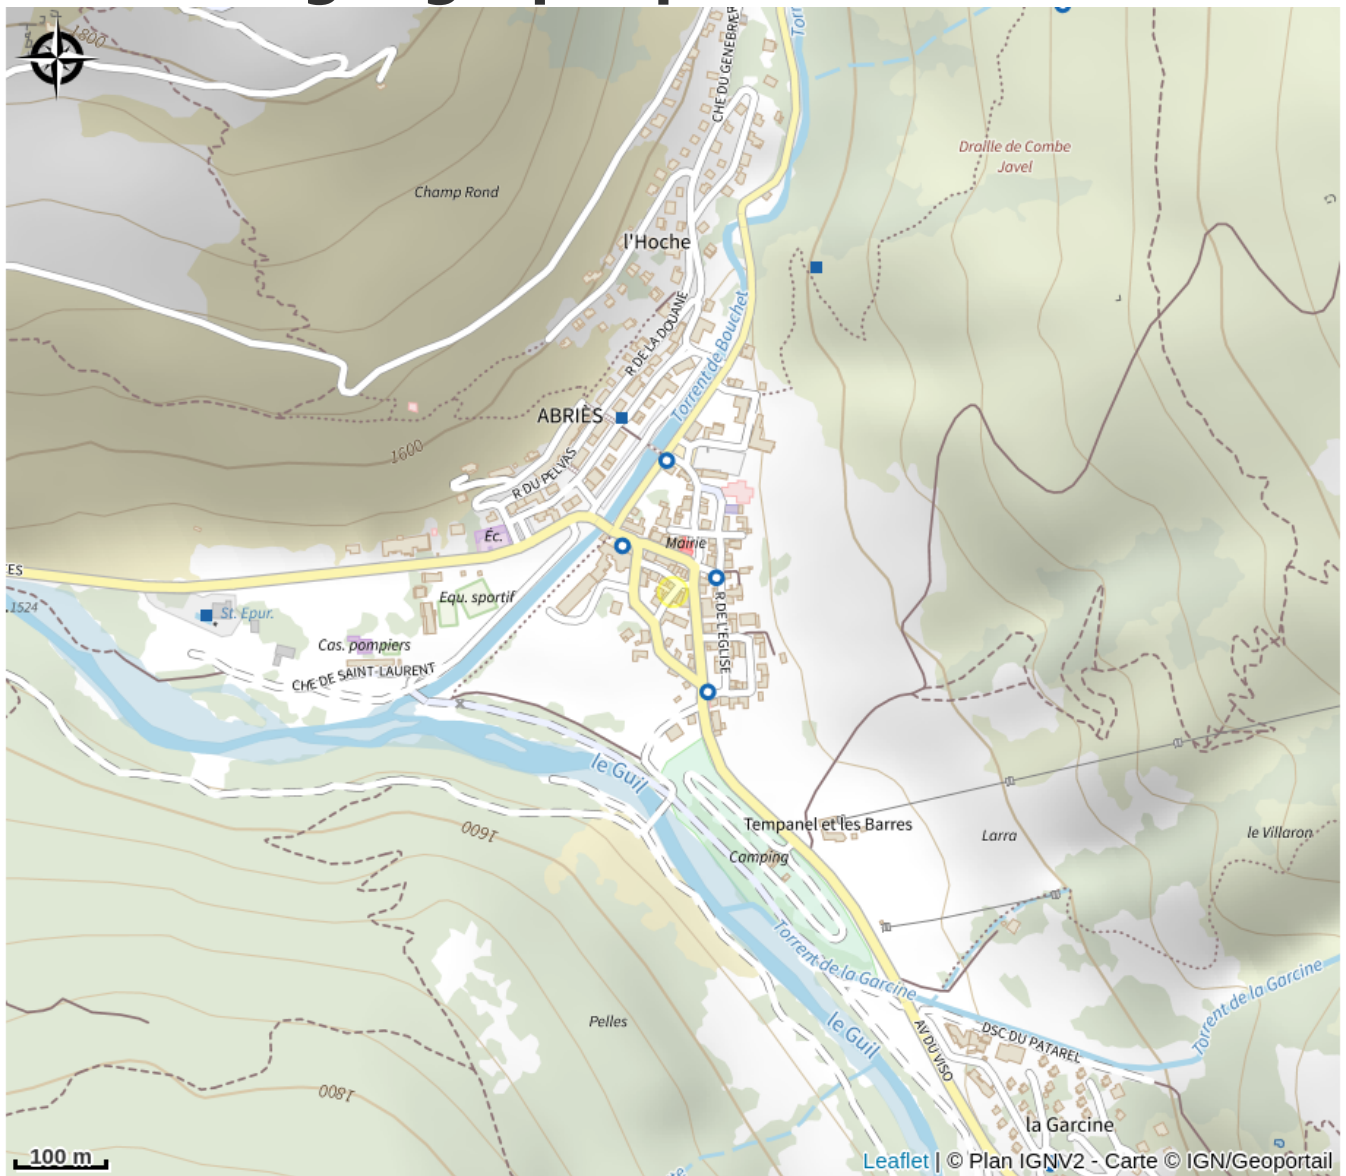 1800
CHE DU GENEBRIER
Draille de Combe
Javel
Champ Rond
l'Hoche
R DE LA DOUANE
Torrent de Bouchet
ABRIÈS
1600
R DU PELVAS
Éc.
Mairie
ES
1524
St. Epur.
Equ. sportif
R DE L'EGLISE
Cas. pompiers
CHE DE SAINT-LAURENT
le Guil
1600
Tempanel et les Barres
Larra
le Villaron
Camping
Torrent de la Garcine
Torrent de la Garcine
Pelles
le Guil
AV DU VISO
DSC DU PATAREL
1800
la Garcine
100 m
Leaflet | © Plan IGNV2 - Carte © IGN/Geoportail